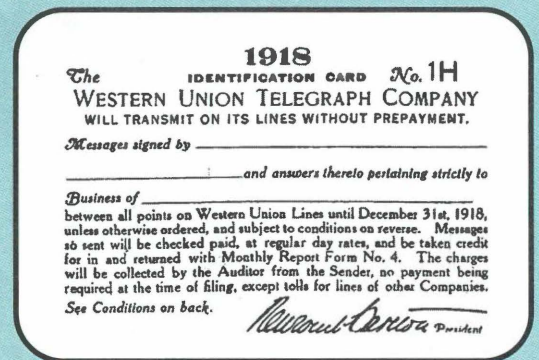 1918
The IDENTIFICATION CARD No. 1H
WESTERN UNION TELEGRAPH COMPANY
WILL TRANSMIT ON ITS LINES WITHOUT PREPAYMENT.
Messages signed by
and answers thereto pertaining strictly to
Business of
between all points on Western Union Lines until December 31st, 1918,
unless otherwise ordered, and subject to conditions on reverse. Messages
so sent will be checked paid, at regular day rates, and be taken credit
for in and returned with Monthly Report Form No. 4. The charges
will be collected by the Auditor from the Sender, no payment being
required at the time of filing, except tolls for lines of other Companies.
See Conditions on back.
President